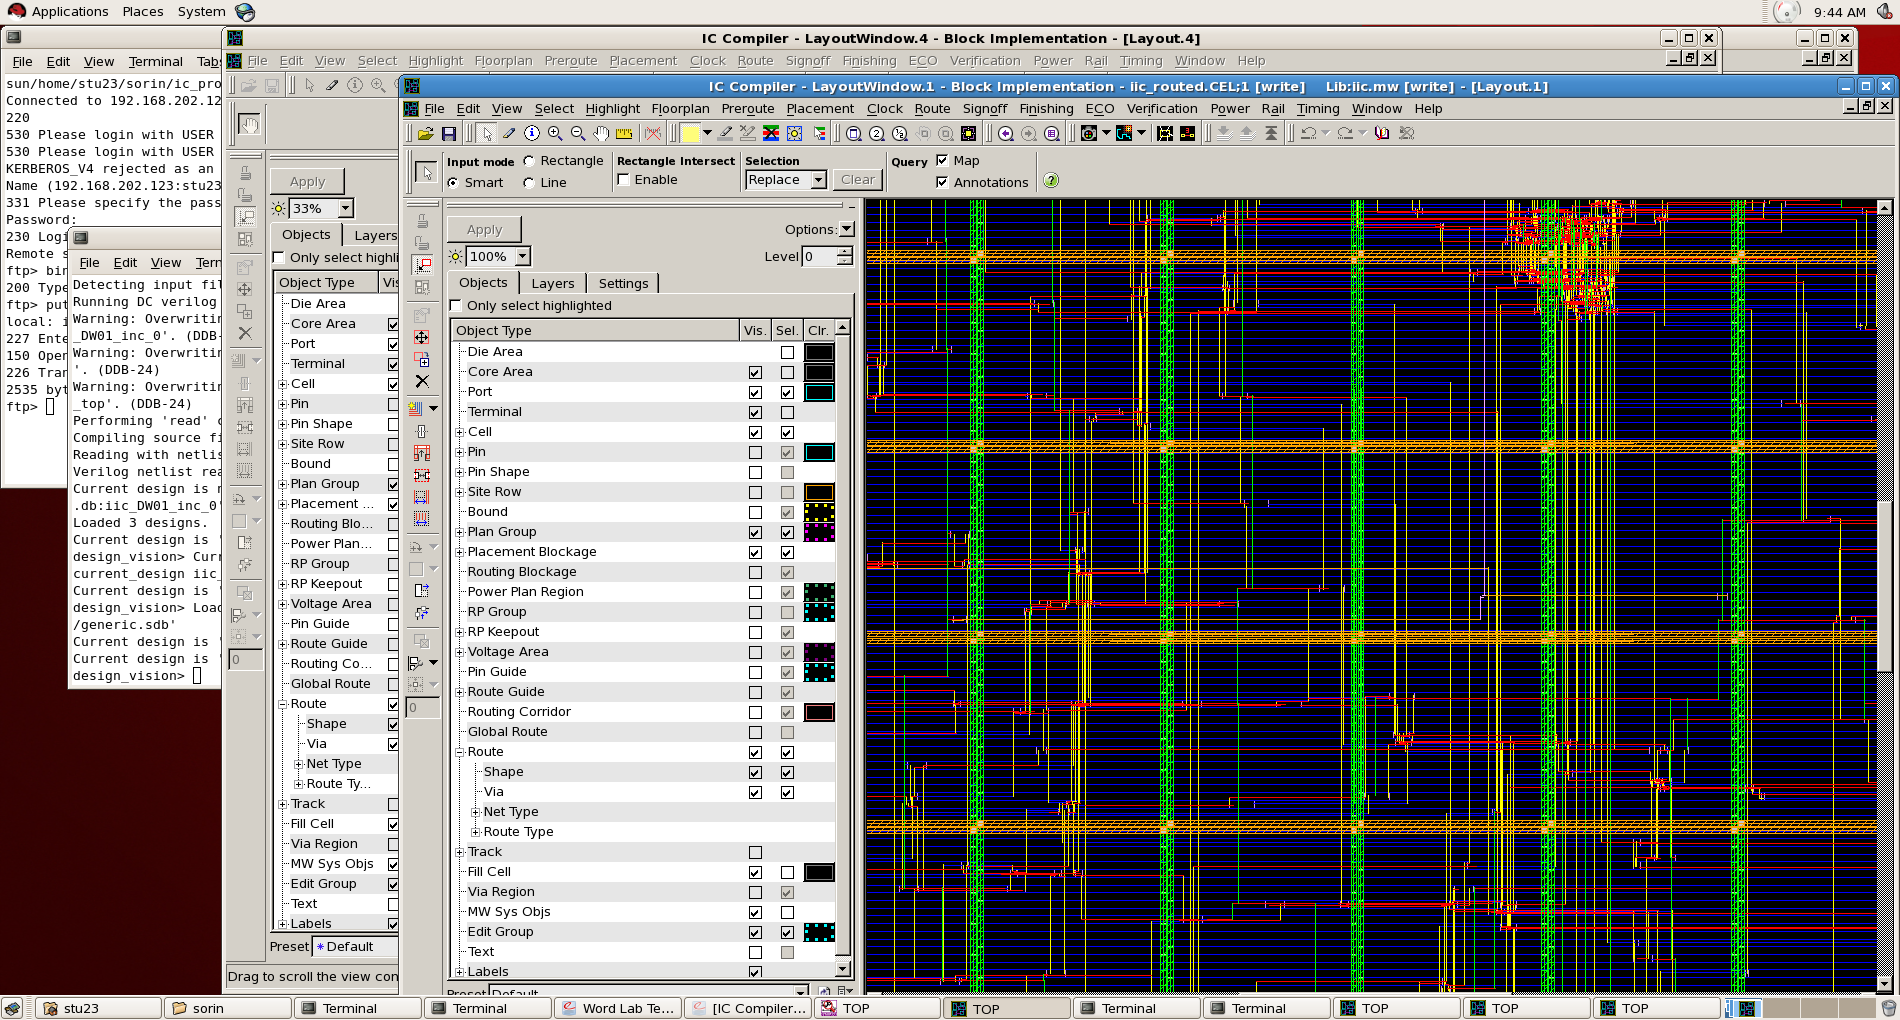 Applications Places System
9:44 AM
IC Compiler - LayoutWindow.4 - Block Implementation - [Layout.4]
File Edit View Terminal Tabs
File Edit View Select Highlight Floorplan Preroute Placement Clock Route Signoff Finishing ECO Verification Power Rail Timing Window Help
sun/home/stu23/sorin/ic_pro
Connected to 192.168.202.12
220
530 Please login with USER
530 Please login with USER
KERBEROS_V4 rejected as an
Name (192.168.202.123:stu23
331 Please specify the pass
Password:
230 Logi
Remote s
ftp> bin
200 Type
ftp> put
local: i
227 Ente
150 Open
226 Tran
2535 byt
ftp>
File Edit View Tern
Detecting input fil
Running DC verilog
Warning: Overwritin
_DW01_inc_0'. (DDB-
Warning: Overwritin
'. (DDB-24)
Warning: Overwritin
_top'. (DDB-24)
Performing 'read' c
Compiling source fi
Reading with netlis
Verilog netlist rea
Current design is n
.db:iic_DW01_inc_0'
Loaded 3 designs.
Current design is '
design_vision> Curr
current_design iic_
Current design is '
design_vision> Load
/generic.sdb'
Current design is '
Current design is '
design_vision>
Apply
33%
Objects Layers
Only select highli
Object Type Vis
Die Area
Core Area
Port
Terminal
Cell
Pin
Pin Shape
Site Row
Bound
Plan Group
Placement ...
Routing Blo...
Power Plan...
RP Group
RP Keepout
Voltage Area
Pin Guide
Route Guide
Routing Co...
Global Route
Route
Shape
Via
Net Type
Route Ty...
Track
Fill Cell
Via Region
MW Sys Objs
Edit Group
Text
Labels
0
Preset Default
Drag to scroll the view con
IC Compiler - LayoutWindow.1 - Block Implementation - iic_routed.CEL;1 [write] Lib:iic.mw [write] - [Layout.1]
File Edit View Select Highlight Floorplan Preroute Placement Clock Route Signoff Finishing ECO Verification Power Rail Timing Window Help
Input mode Rectangle
Smart Line
Rectangle Intersect
Enable
Selection
Replace Clear
Query Map
Annotations
Apply Options:
100% Level 0
Objects Layers Settings
Only select highlighted
Object Type Vis. Sel. Clr.
Die Area
Core Area
Port
Terminal
Cell
Pin
Pin Shape
Site Row
Bound
Plan Group
Placement Blockage
Routing Blockage
Power Plan Region
RP Group
RP Keepout
Voltage Area
Pin Guide
Route Guide
Routing Corridor
Global Route
Route
Shape
Via
Net Type
Route Type
Track
Fill Cell
Via Region
MW Sys Objs
Edit Group
Text
Labels
0
Preset Default
stu23 sorin Terminal Terminal Word Lab Te... [IC Compiler... TOP TOP Terminal Terminal TOP TOP TOP